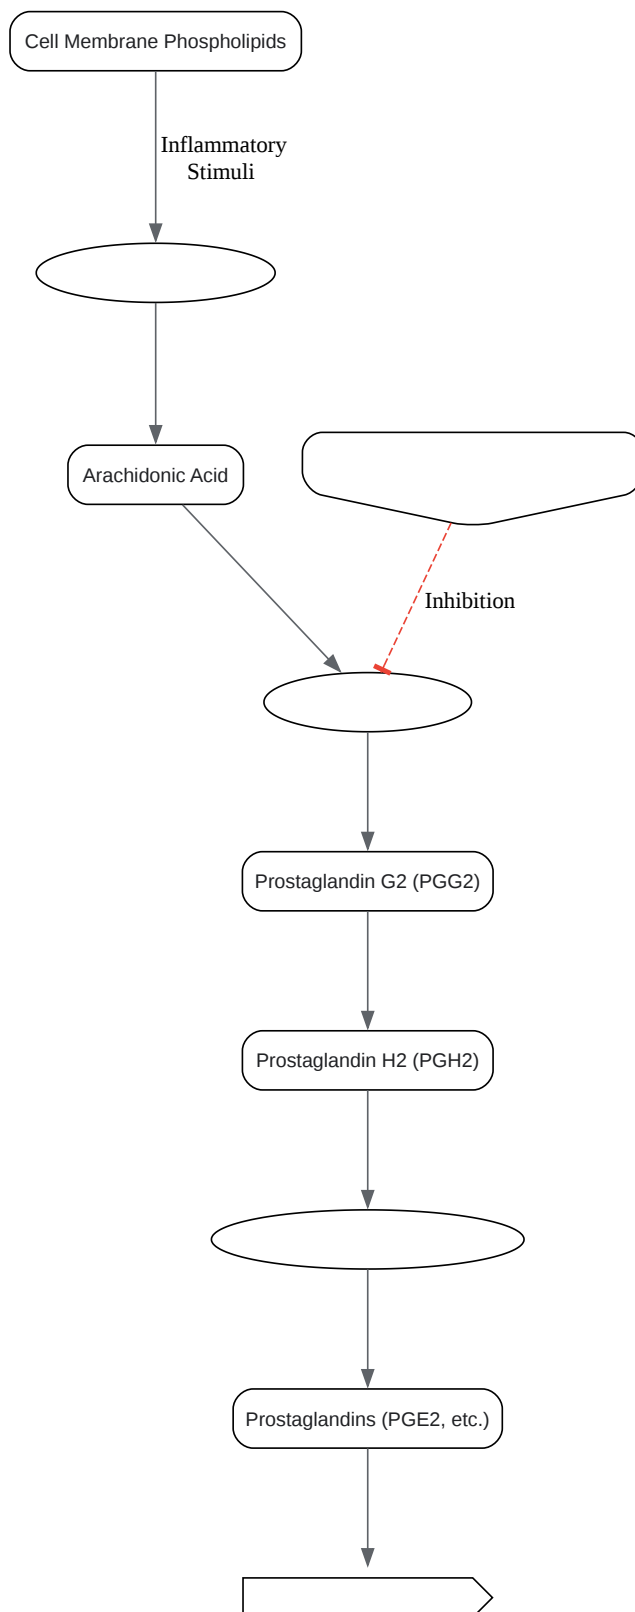 Cell Membrane Phospholipids
Inflammatory
Stimuli
Arachidonic Acid
Inhibition
Prostaglandin G2 (PGG2)
Prostaglandin H2 (PGH2)
Prostaglandins (PGE2, etc.)